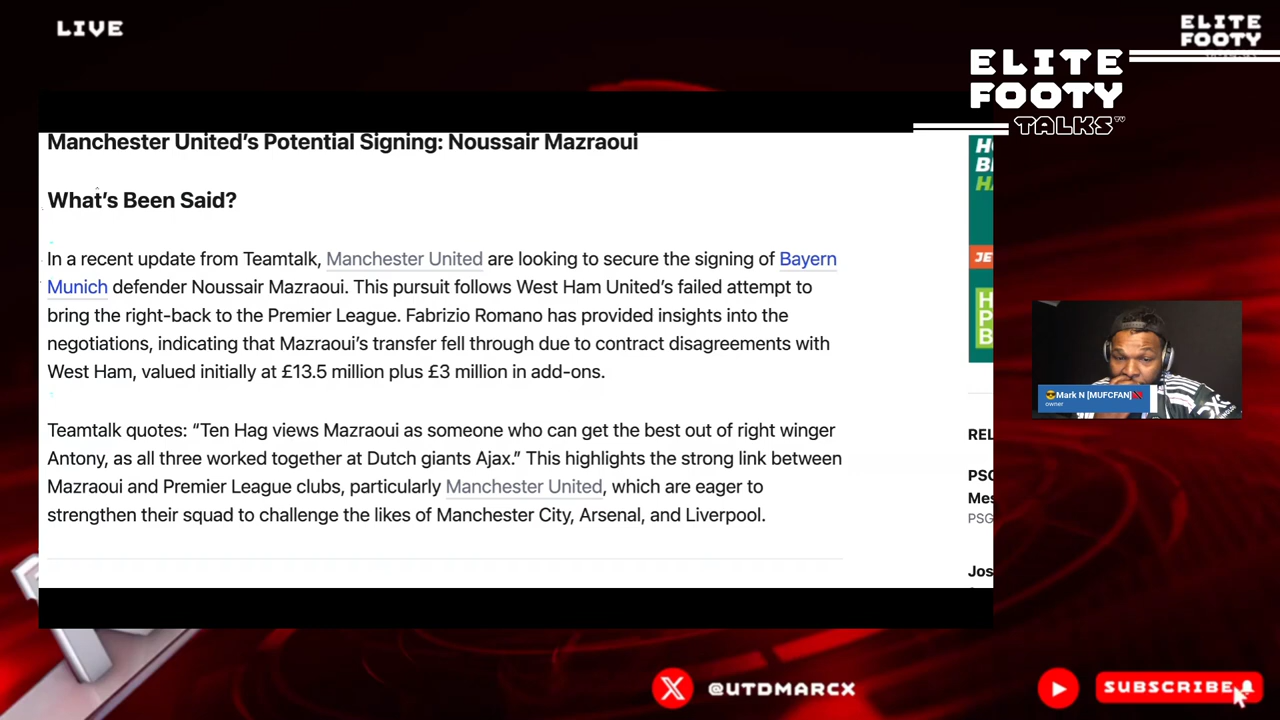 LIVE
ELITE
FOOTY
ELITE
FOOTY
TALKS TV
Manchester United’s Potential Signing: Noussair Mazraoui
What’s Been Said?
In a recent update from Teamtalk, Manchester United are looking to secure the signing of Bayern
Munich defender Noussair Mazraoui. This pursuit follows West Ham United’s failed attempt to
bring the right-back to the Premier League. Fabrizio Romano has provided insights into the
negotiations, indicating that Mazraoui’s transfer fell through due to contract disagreements with
West Ham, valued initially at £13.5 million plus £3 million in add-ons.
Teamtalk quotes: “Ten Hag views Mazraoui as someone who can get the best out of right winger
Antony, as all three worked together at Dutch giants Ajax.” This highlights the strong link between
Mazraoui and Premier League clubs, particularly Manchester United, which are eager to
strengthen their squad to challenge the likes of Manchester City, Arsenal, and Liverpool.
JE
REL
PSG
Mes
PSG
Jos
Mark N [MUFCFAN]
owner
@UTDMARCX
SUBSCRIBE